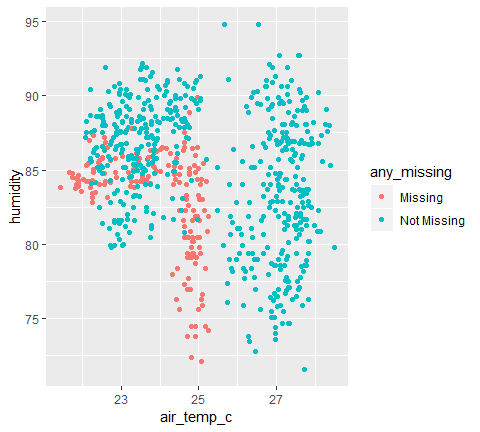 95
90
85
80
75
humidity
23
25
27
air_temp_c
any_missing
Missing
Not Missing